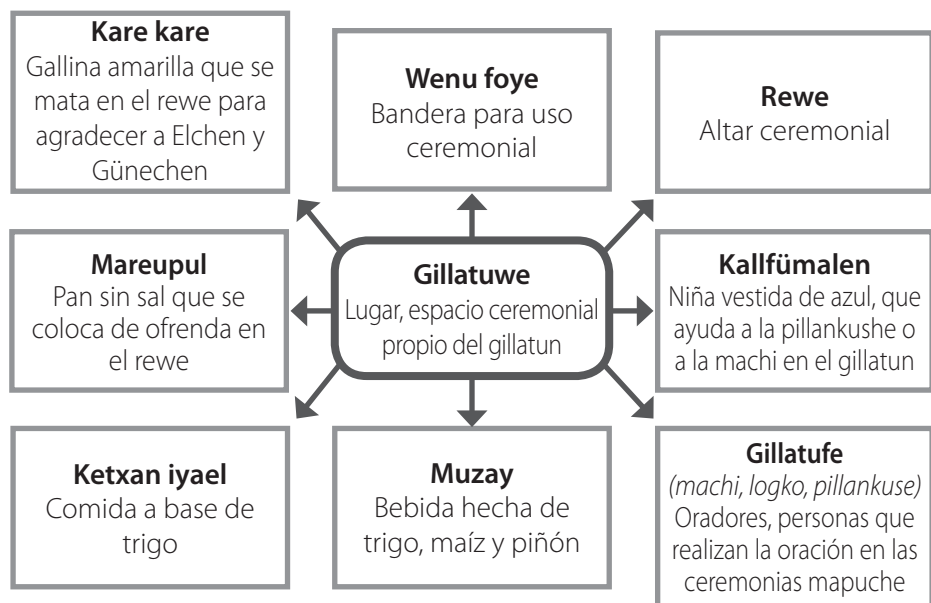 Kare kare
Gallina amarilla que se
mata en el rewe para
agradecer a Elchen y
Günechen
Wenu foye
Bandera para uso
ceremonial
Rewe
Altar ceremonial
Mareupul
Pan sin sal que se
coloca de ofrenda en
el rewe
Gillatuwe
Lugar, espacio ceremonial
propio del gillatun
Kallfümalen
Niña vestida de azul, que
ayuda a la pillankushe o
a la machi en el gillatun
Ketxan iyael
Comida a base de
trigo
Muzay
Bebida hecha de
trigo, maíz y piñón
Gillatufe
(machi, logko, pillankuse)
Oradores, personas que
realizan la oración en las
ceremonias mapuche